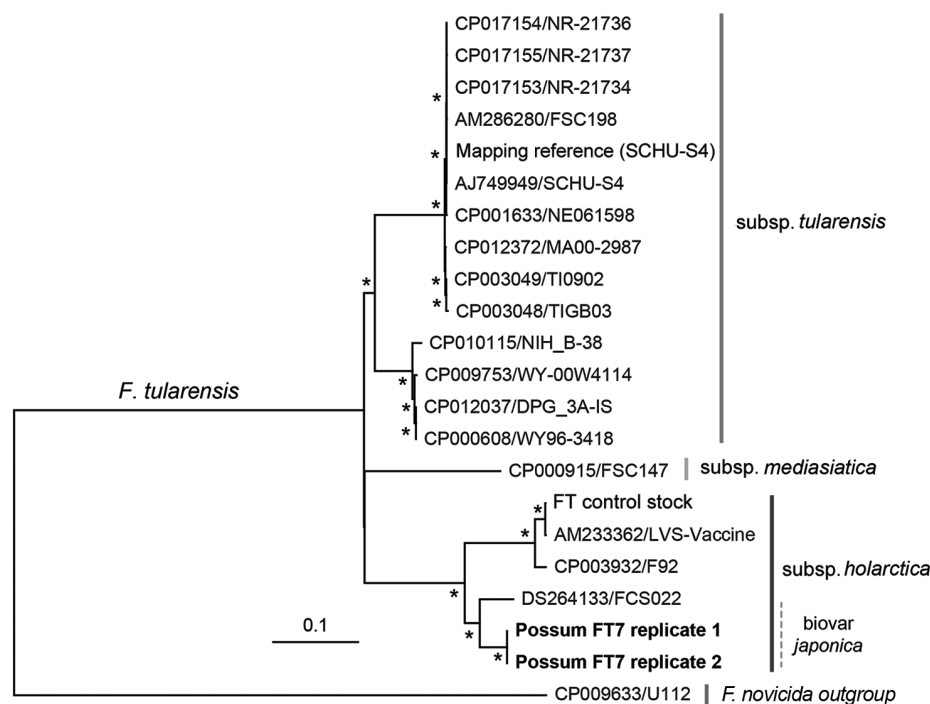 CP017154/NR-21736
CP017155/NR-21737
CP017153/NR-21734
*
AM286280/FSC198
*
Mapping reference (SCHU-S4)
AJ749949/SCHU-S4
*
CP001633/NE061598
subsp. tularensis
CP012372/MA00-2987
*
CP003049/TI0902
*
*
CP003048/TIGB03
CP010115/NIH_B-38
CP009753/WY-00W4114
*
F. tularensis
CP012037/DPG_3A-IS
*
CP000608/WY96-3418
*
CP000915/FSC147
subsp. mediasiatica
FT control stock
*
AM233362/LVS-Vaccine
*
CP003932/F92
subsp. holarctica
*
DS264133/FCS022
0.1
Possum FT7 replicate 1
*
biovar
japonica
Possum FT7 replicate 2
*
CP009633/U112
F. novicida outgroup